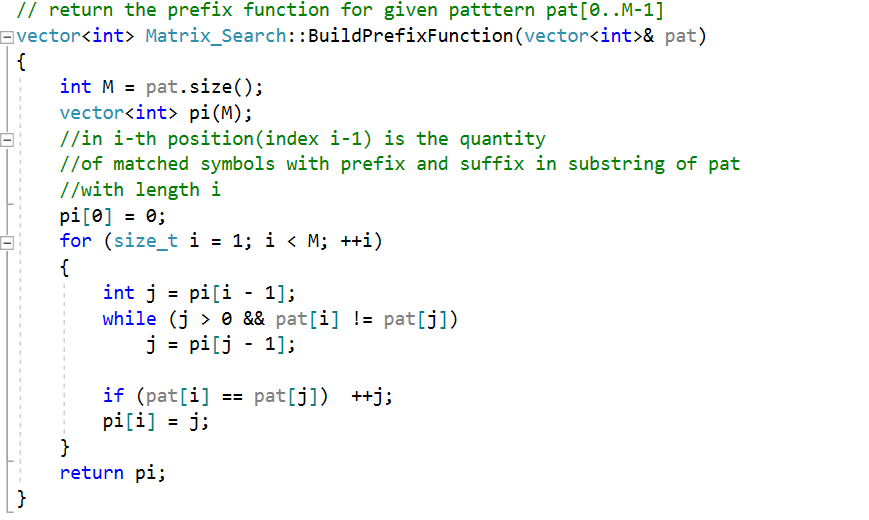 // return the prefix function for given patttern pat[0..M-1]
vector<int> Matrix_Search::BuildPrefixFunction(vector<int>& pat)
{
    int M = pat.size();
    vector<int> pi(M);
    //in i-th position(index i-1) is the quantity
    //of matched symbols with prefix and suffix in substring of pat
    //with length i
    pi[0] = 0;
    for (size_t i = 1; i < M; ++i)
    {
        int j = pi[i - 1];
        while (j > 0 && pat[i] != pat[j])
            j = pi[j - 1];

        if (pat[i] == pat[j])  ++j;
        pi[i] = j;
    }
    return pi;
}